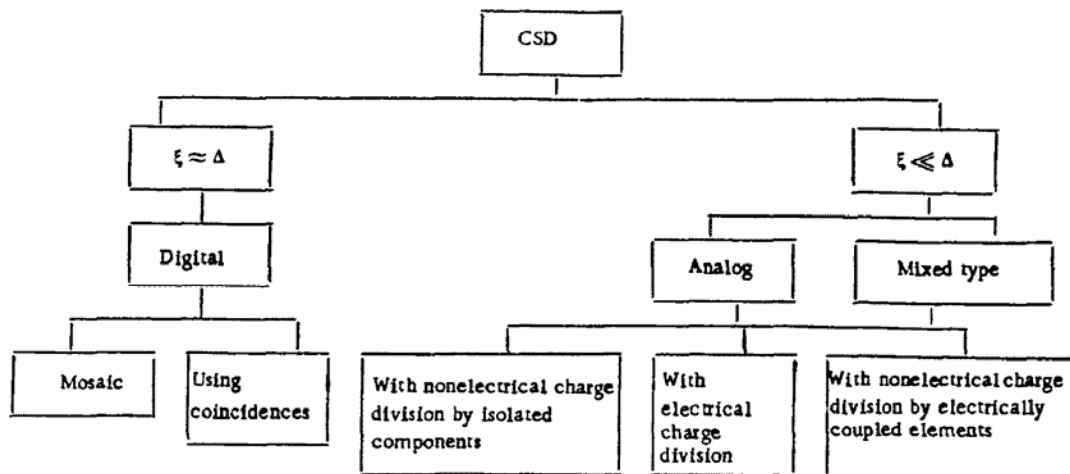 CSD
ξ ≈ Δ
ξ ≪ Δ
Digital
Analog
Mixed type
Mosaic
Using
coincidences
With nonelectrical charge
division by isolated
components
With
electrical
charge
division
With nonelectrical charge
division by electrically
coupled elements